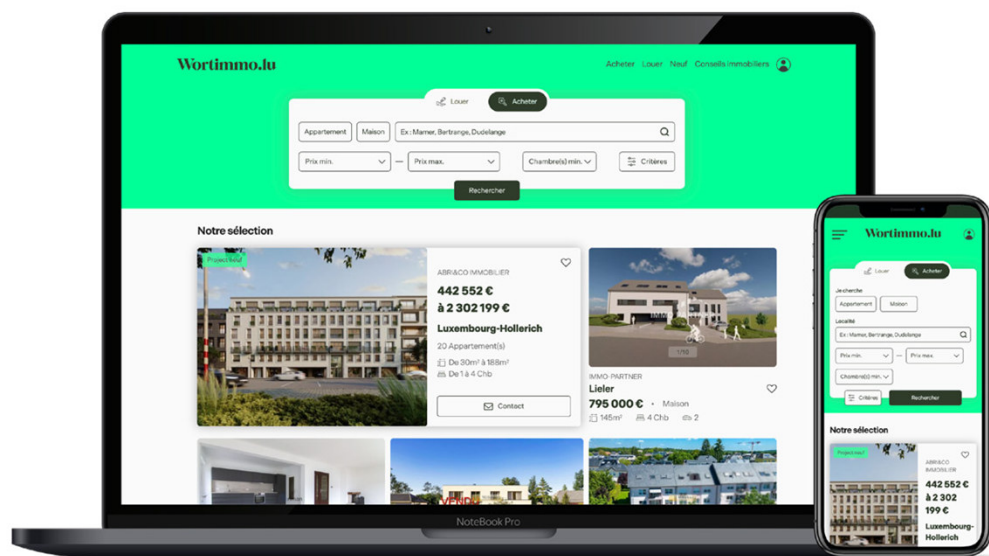 Wortimmo.lu
Acheter Louer Neuf Conseils immobiliers
Louer Acheter
Appartement Maison Ex : Mamer, Bertrange, Dudelange
Prix min. — Prix max. Chambre(s) min. Critères
Rechercher
Notre sélection
Project neuf
ABRI&CO IMMOBILIER
442 552 €
à 2 302 199 €
Luxembourg-Hollerich
20 Appartement(s)
De 30m² à 188m²
De 1 à 4 Chb
Contact
1/10
IMMO-PARTNER
Lieler
795 000 € • Maison
145m² 4 Chb 2
NoteBook Pro
Wortimmo.lu
Louer Acheter
Je cherche
Appartement Maison
Localité
Ex : Mamer, Bertrange, Dudelange
Prix min. — Prix max.
Chambre(s) min.
Critères Rechercher
Notre sélection
Project neuf
ABRI&CO
IMMOBILIER
442 552 €
à 2 302
199 €
Luxembourg-
Hollerich